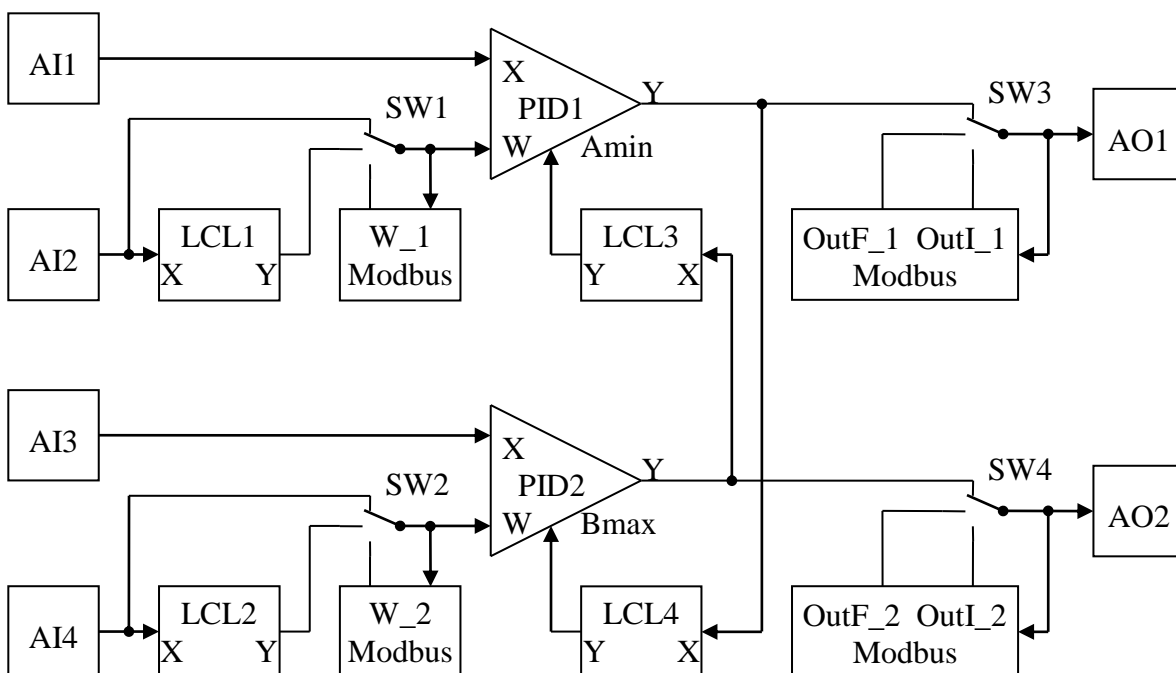 AI1
X
PID1
Y
SW3
SW1
W
Amin
AO1
AI2
LCL1
X Y
W_1
Modbus
LCL3
Y X
OutF_1 OutI_1
Modbus
AI3
X
PID2
Y
SW4
SW2
W
Bmax
AO2
AI4
LCL2
X Y
W_2
Modbus
LCL4
Y X
OutF_2 OutI_2
Modbus